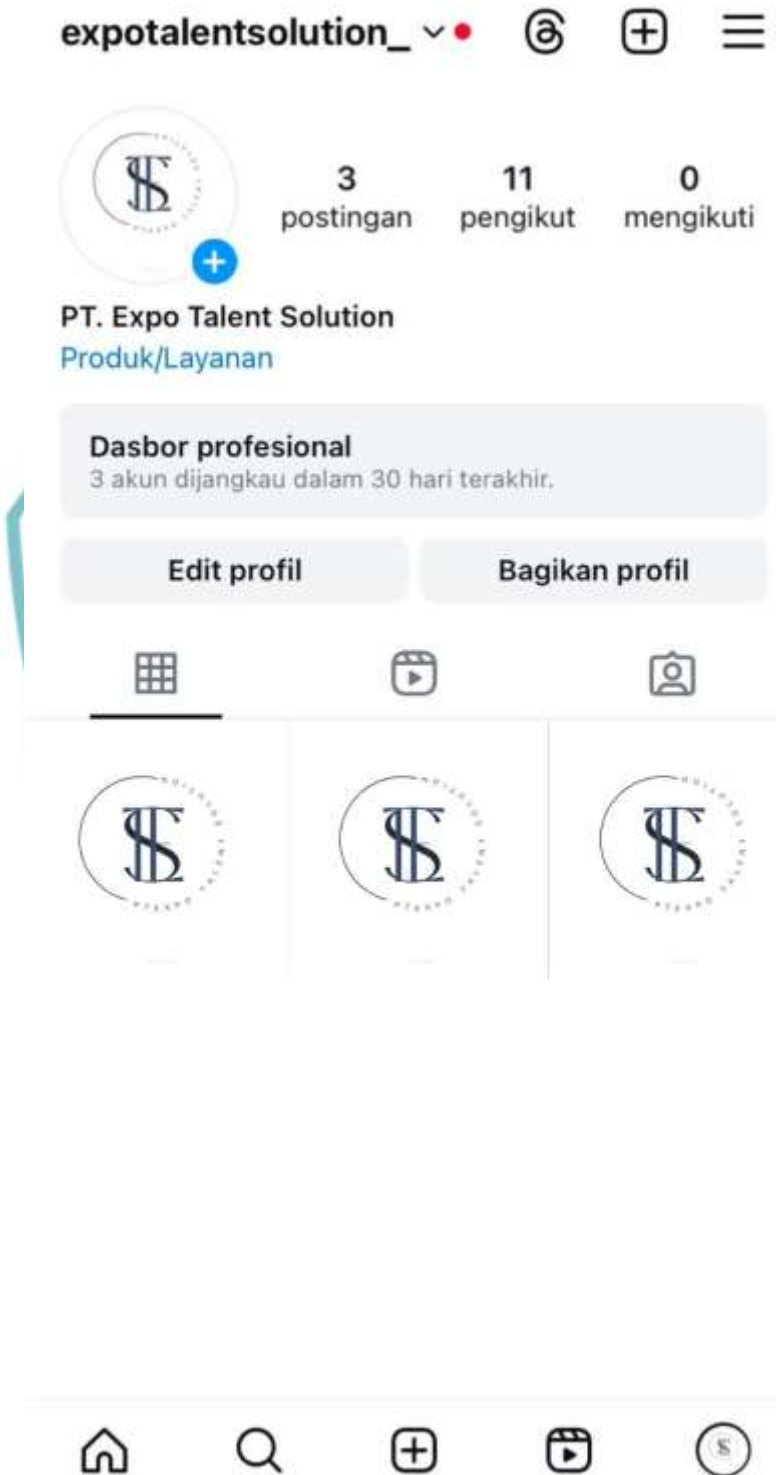 expotalentsolution_
3
11
0
postingan
pengikut
mengikuti
PT. Expo Talent Solution
Produk/Layanan
Dasbor profesional
3 akun dijangkau dalam 30 hari terakhir.
Edit profil
Bagikan profil